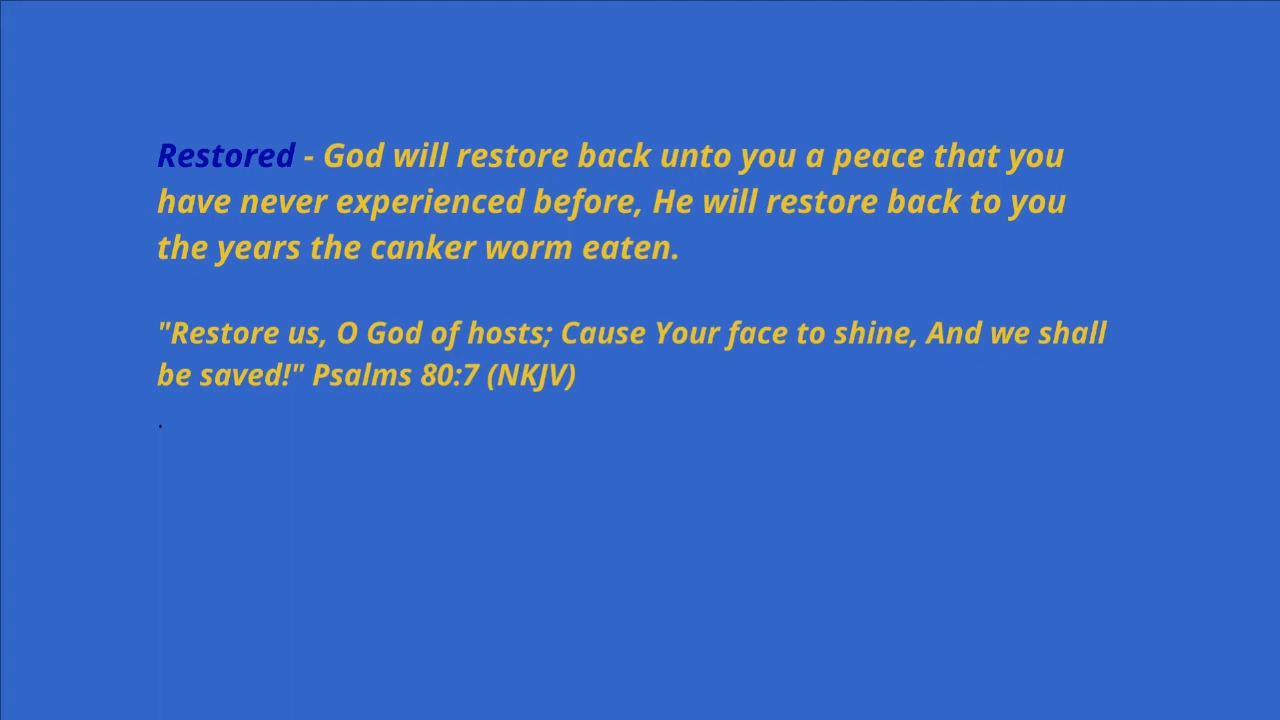 Restored - God will restore back unto you a peace that you
have never experienced before, He will restore back to you
the years the canker worm eaten.
"Restore us, O God of hosts; Cause Your face to shine, And we shall
be saved!" Psalms 80:7 (NKJV)
.